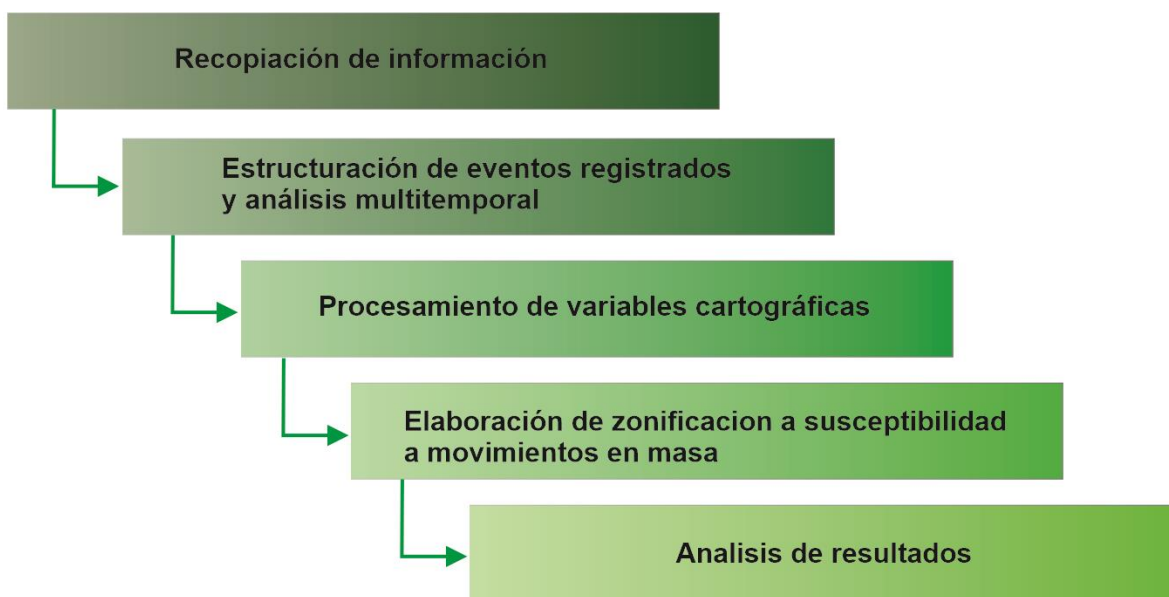 Recopiación de información
Estructuración de eventos registrados
y análisis multitemporal
Procesamiento de variables cartográficas
Elaboración de zonificacion a susceptibilidad
a movimientos en masa
Analisis de resultados